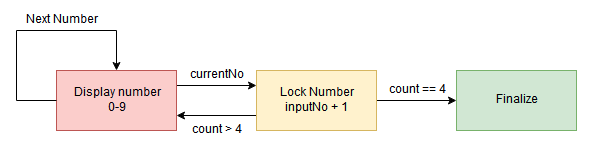 Next Number
Display number
0-9
currentNo
count > 4
Lock Number
inputNo + 1
count == 4
Finalize